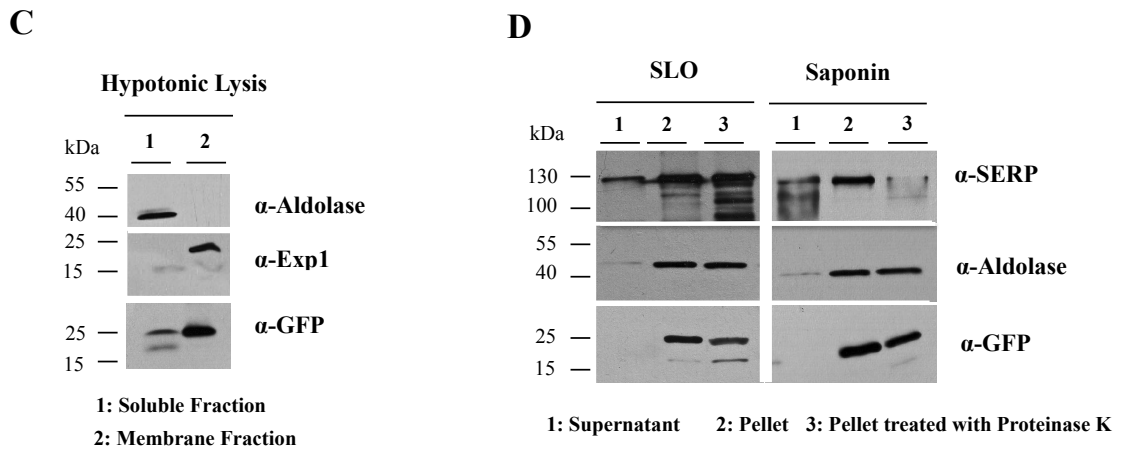 C
Hypotonic Lysis
1 2
kDa
55
40
α-Aldolase
25
15
α-Exp1
25
15
α-GFP
1: Soluble Fraction
2: Membrane Fraction
D
SLO Saponin
1 2 3 1 2 3
kDa
130
100
α-SERP
55
40
α-Aldolase
25
15
α-GFP
1: Supernatant 2: Pellet 3: Pellet treated with Proteinase K